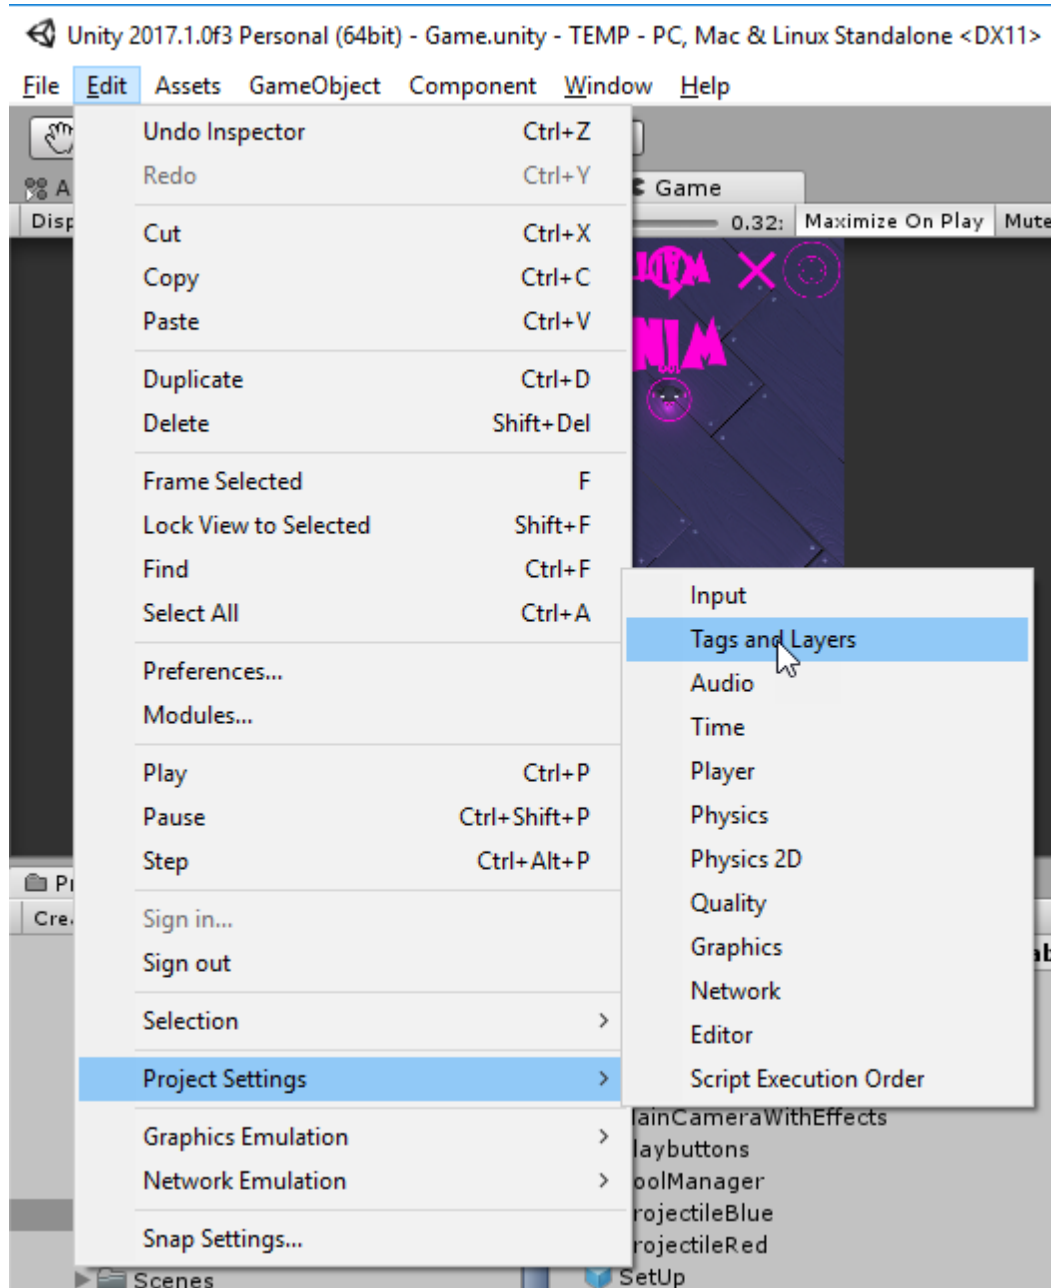 Unity 2017.1.0f3 Personal (64bit) - Game.unity - TEMP - PC, Mac & Linux Standalone <DX11>
File Edit Assets GameObject Component Window Help
Undo Inspector Ctrl+Z
Redo Ctrl+Y
Game
0.32: Maximize On Play
Cut Ctrl+X
Copy Ctrl+C
Paste Ctrl+V
Duplicate Ctrl+D
Delete Shift+Del
Frame Selected F
Lock View to Selected Shift+F
Find Ctrl+F
Select All Ctrl+A
Preferences...
Modules...
Play Ctrl+P
Pause Ctrl+Shift+P
Step Ctrl+Alt+P
Sign in...
Sign out
Selection
Project Settings
Graphics Emulation
Network Emulation
Snap Settings...
Input
Tags and Layers
Audio
Time
Player
Physics
Physics 2D
Quality
Graphics
Network
Editor
Script Execution Order
ainCameraWithEffects
laybuttons
oolManager
rojectileBlue
rojectileRed
SetUp
Scenes